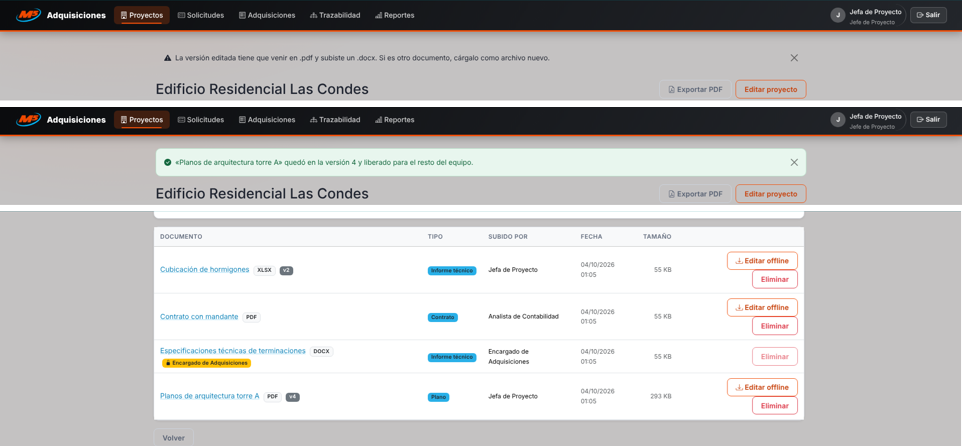 MS Adquisiciones Proyectos Solicitudes Adquisiciones Trazabilidad Reportes J Jefa de Proyecto Jefe de Proyecto Salir
La versión editada tiene que venir en .pdf y subiste un .docx. Si es otro documento, cárgalo como archivo nuevo.
Edificio Residencial Las Condes Exportar PDF Editar proyecto
MS Adquisiciones Proyectos Solicitudes Adquisiciones Trazabilidad Reportes J Jefa de Proyecto Jefe de Proyecto Salir
«Planos de arquitectura torre A» quedó en la versión 4 y liberado para el resto del equipo.
Edificio Residencial Las Condes Exportar PDF Editar proyecto
DOCUMENTO TIPO SUBIDO POR FECHA TAMAÑO
Cubicación de hormigones XLSX v2 Informe técnico Jefa de Proyecto 04/10/2026 01:05 55 KB Editar offline
Eliminar
Contrato con mandante PDF Contrato Analista de Contabilidad 04/10/2026 01:05 55 KB Editar offline
Eliminar
Especificaciones técnicas de terminaciones DOCX Informe técnico Encargado de Adquisiciones 04/10/2026 01:05 55 KB Eliminar
Encargado de Adquisiciones
Planos de arquitectura torre A PDF v4 Plano Jefa de Proyecto 04/10/2026 01:05 293 KB Editar offline
Eliminar
Volver